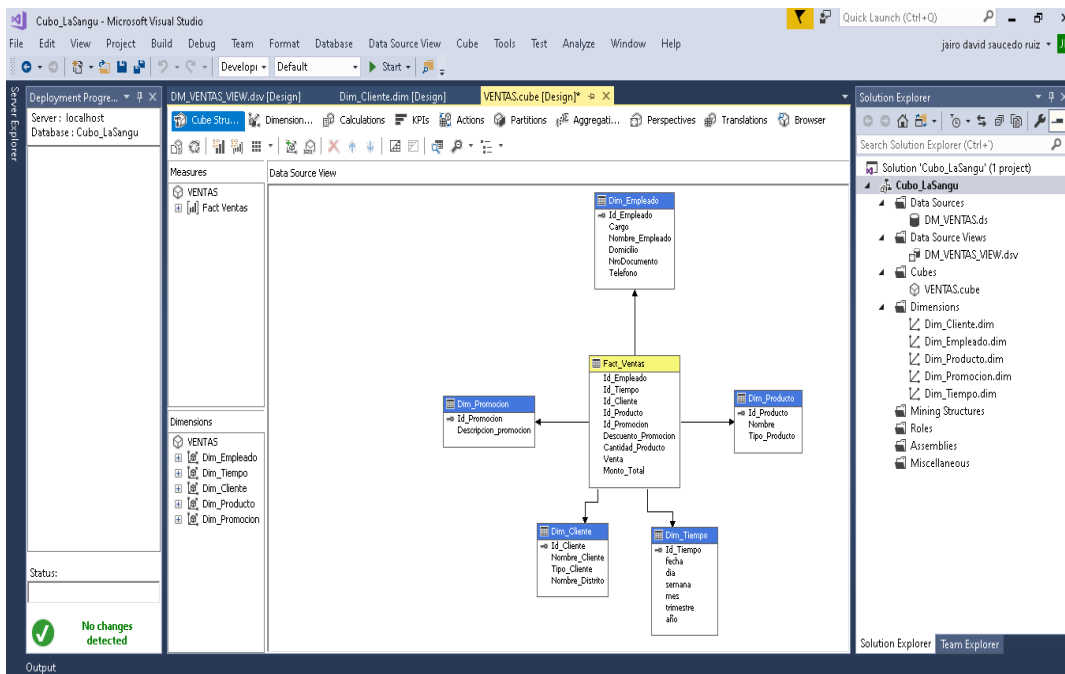 Cubo_LaSangu - Microsoft Visual Studio
Quick Launch (Ctrl+Q)
File Edit View Project Build Debug Team Format Database Data Source View Cube Tools Test Analyze Window Help
jairo david saucedo ruiz
Developi Default Start
Server Explorer
Deployment Progre...
Server : localhost
Database : Cubo_LaSangu
Status:
No changes
detected
DM_VENTAS_VIEW.dsv [Design] Dim_Cliente.dim [Design] VENTAS.cube [Design]*
Cube Stru... Dimension... Calculations KPIs Actions Partitions Aggregati... Perspectives Translations Browser
Measures
VENTAS
Fact Ventas
Dimensions
VENTAS
Dim_Empleado
Dim_Tiempo
Dim_Cliente
Dim_Producto
Dim_Promocion
Data Source View
Dim_Empleado
Id_Empleado
Cargo
Nombre_Empleado
Domicilio
NroDocumento
Telefono
Fact_Ventas
Id_Empleado
Id_Tiempo
Id_Cliente
Id_Producto
Id_Promocion
Descuento_Promocion
Cantidad_Producto
Venta
Monto_Total
Dim_Promocion
Id_Promocion
Descripcion_promocion
Dim_Producto
Id_Producto
Nombre
Tipo_Producto
Dim_Cliente
Id_Cliente
Nombre_Cliente
Tipo_Cliente
Nombre_Distrito
Dim_Tiempo
Id_Tiempo
fecha
dia
semana
mes
trimestre
año
Solution Explorer
Search Solution Explorer (Ctrl+')
Solution 'Cubo_LaSangu' (1 project)
Cubo_LaSangu
Data Sources
DM_VENTAS.ds
Data Source Views
DM_VENTAS_VIEW.dsv
Cubes
VENTAS.cube
Dimensions
Dim_Cliente.dim
Dim_Empleado.dim
Dim_Producto.dim
Dim_Promocion.dim
Dim_Tiempo.dim
Mining Structures
Roles
Assemblies
Miscellaneous
Solution Explorer Team Explorer
Output